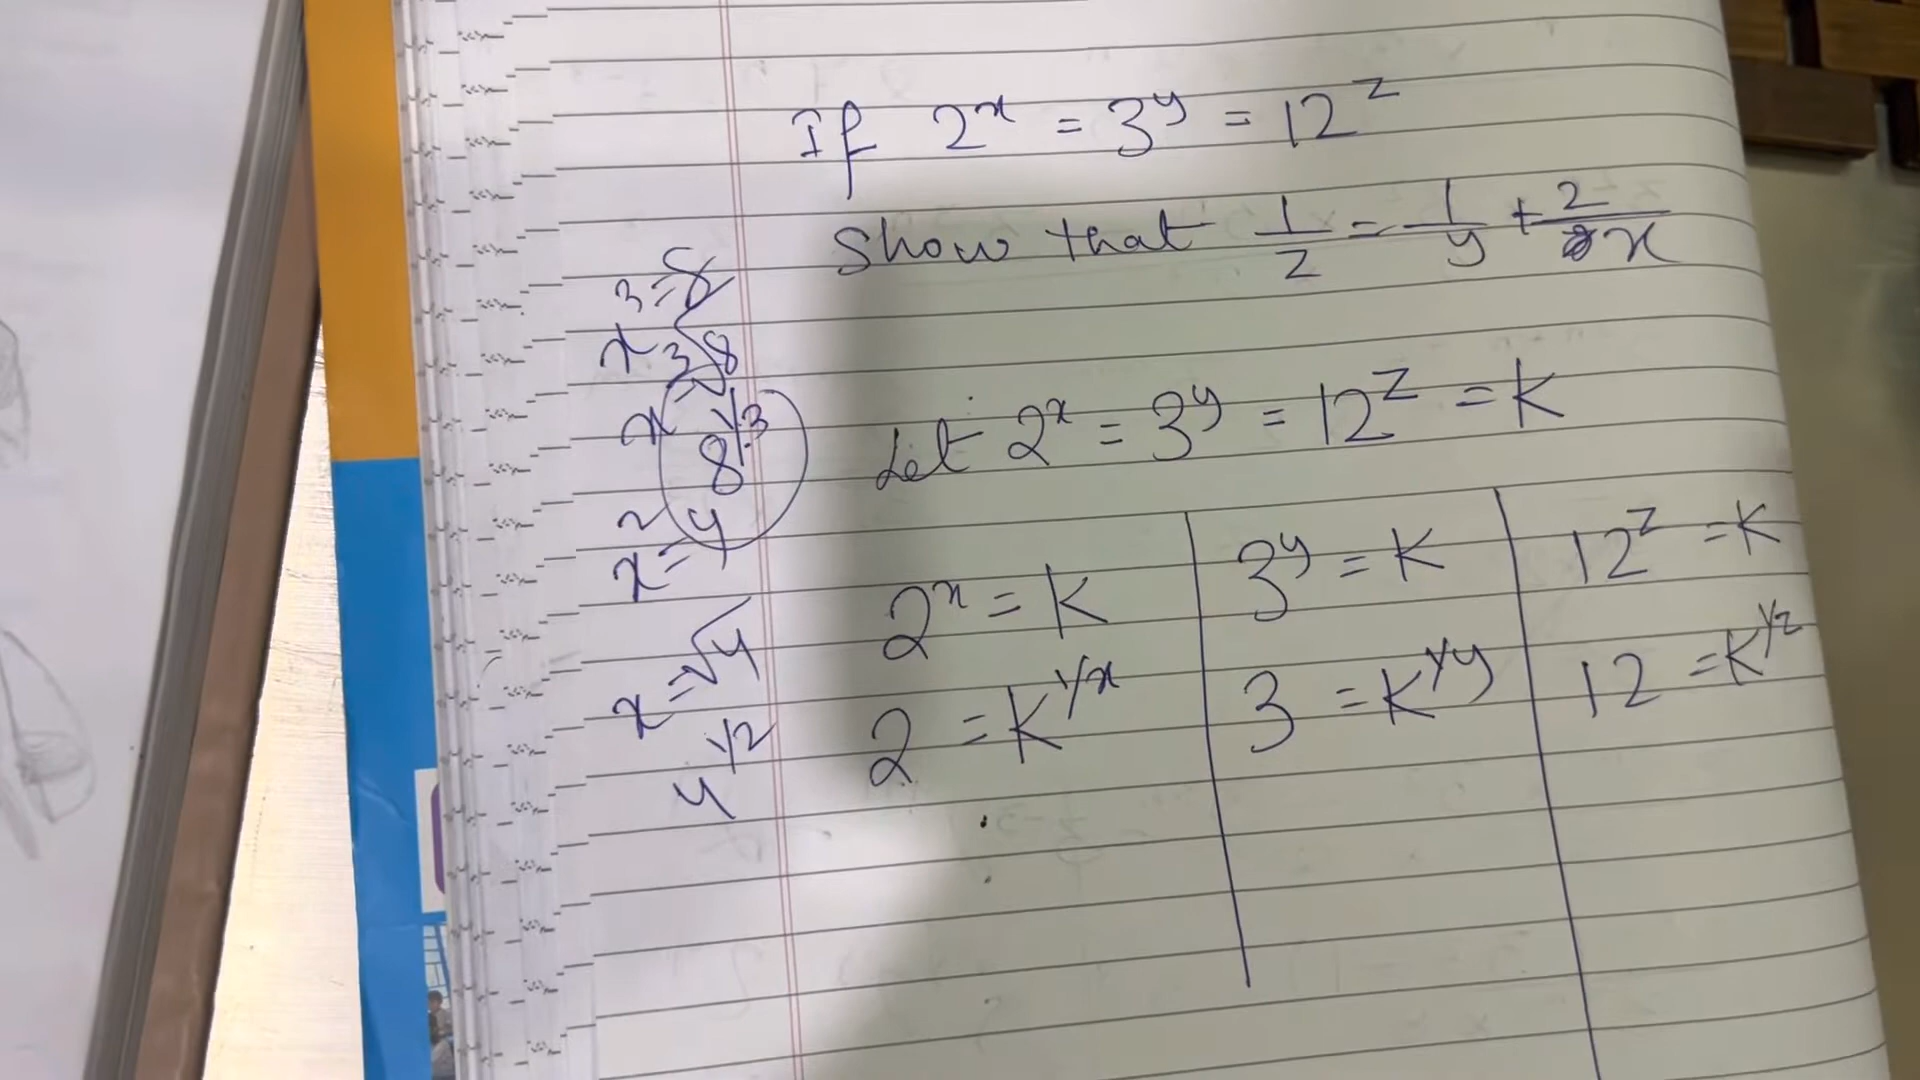 If 2^x = 3^y = 12^z
Show that 1/z = 1/y + 2/x
Let 2^x = 3^y = 12^z = K
2^x = K
2 = K^1/x
3^y = K
3 = K^1/y
12^z = K
12 = K^1/z
x^3 = 8
x = ∛8
8^1/3
x^2 = 4
x = √4
4^1/2